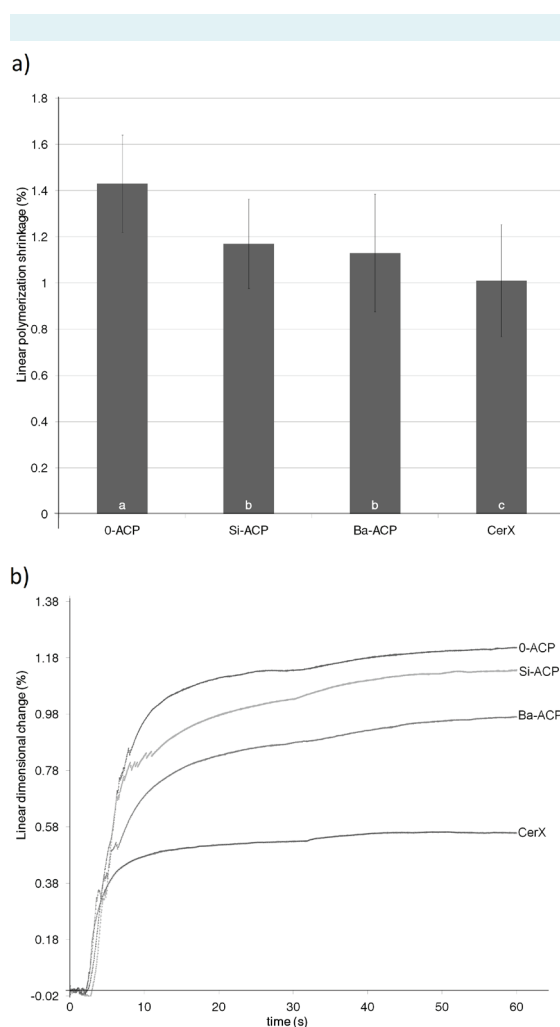 a)
Linear polymerization shrinkage (%)
1.8
1.6
1.4
1.2
1
0.8
0.6
0.4
0.2
0
a
b
b
c
0-ACP
Si-ACP
Ba-ACP
CerX
b)
Linear dimensional change (%)
1.38
1.18
0.98
0.78
0.58
0.38
0.18
-0.02
0-ACP
Si-ACP
Ba-ACP
CerX
0
10
20
30
40
50
60
time (s)